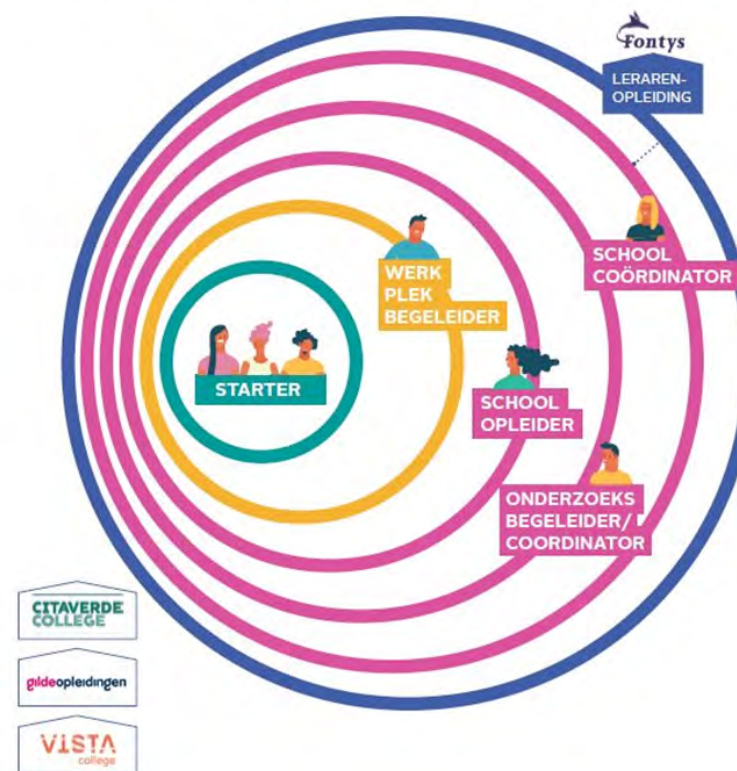 Fontys
LERAREN-
OPLEIDING
SCHOOL
COÖRDINATOR
WERK
PLEK
BEGELEIDER
STARTER
SCHOOL
OPLEIDER
ONDERZOEKS
BEGELEIDER/
COORDINATOR
CITAVERDE
COLLEGE
gildeopleidingen
VISTA
college